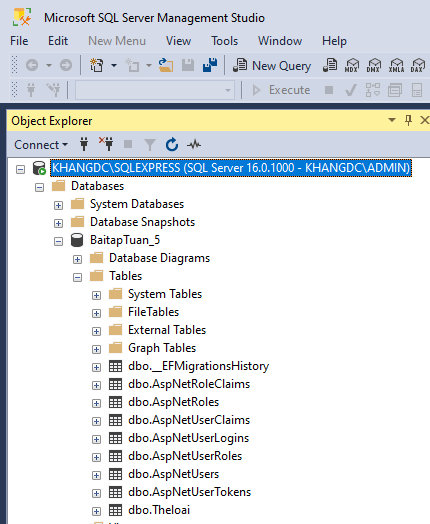 Microsoft SQL Server Management Studio
File Edit New Menu View Tools Window Help
New Query MDX DMX XMLA DAX
Execute
Object Explorer
Connect
KHANGDC\SQLEXPRESS (SQL Server 16.0.1000 - KHANGDC\ADMIN)
Databases
System Databases
Database Snapshots
BaitapTuan_5
Database Diagrams
Tables
System Tables
FileTables
External Tables
Graph Tables
dbo.__EFMigrationsHistory
dbo.AspNetRoleClaims
dbo.AspNetRoles
dbo.AspNetUserClaims
dbo.AspNetUserLogins
dbo.AspNetUserRoles
dbo.AspNetUsers
dbo.AspNetUserTokens
dbo.Theloai